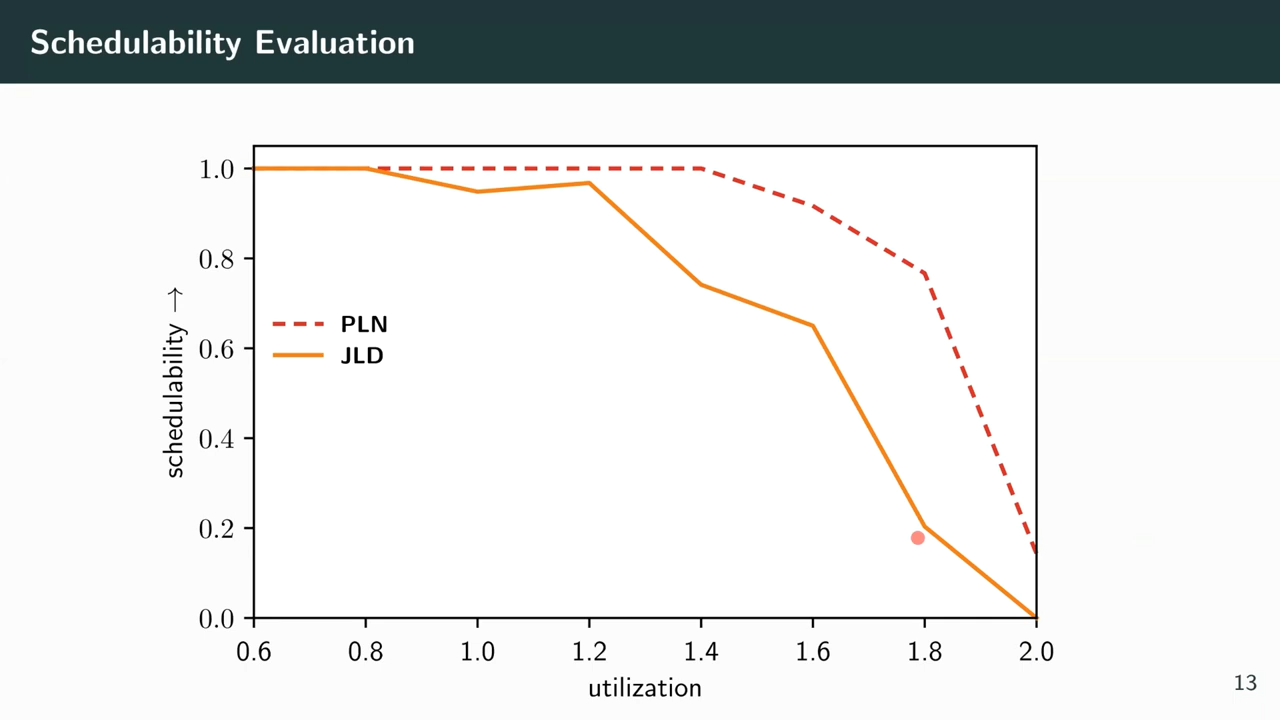 Schedulability Evaluation
schedulability →
1.0
0.8
0.6
0.4
0.2
0.0
PLN
JLD
0.6 0.8 1.0 1.2 1.4 1.6 1.8 2.0
utilization
13